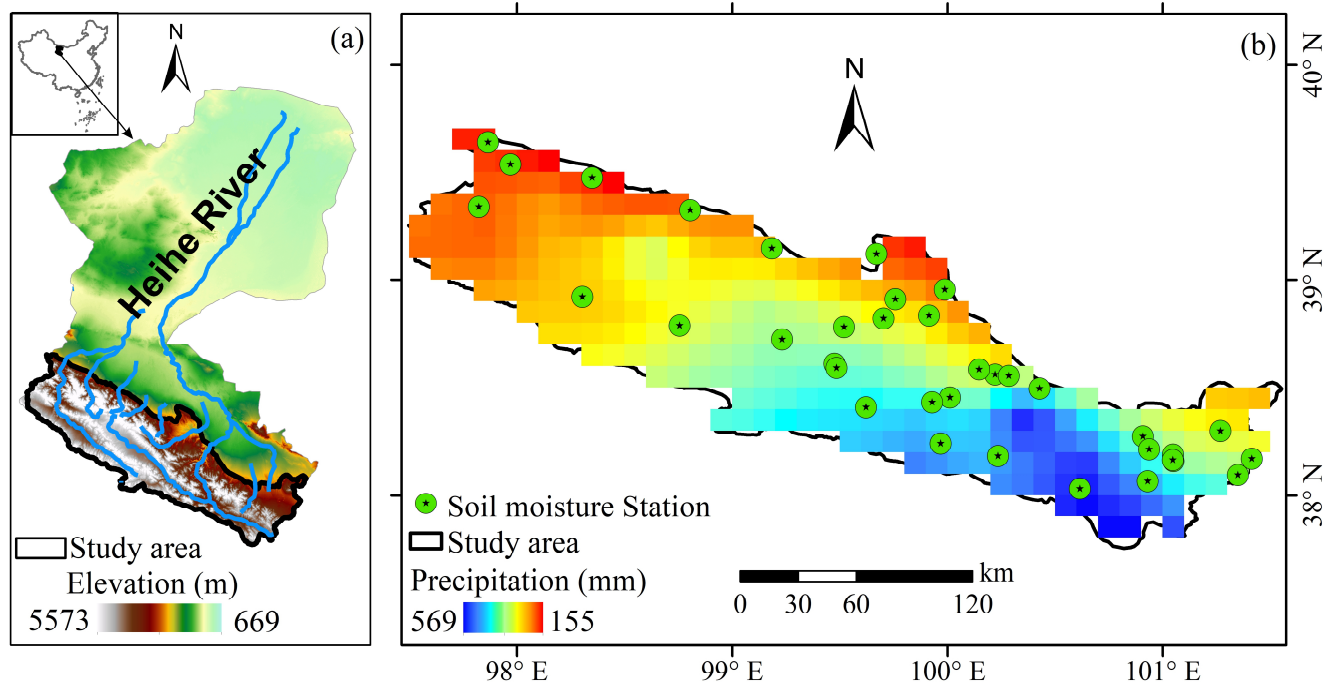 (a)
N
Heihe River
Study area
Elevation (m)
5573 669
(b)
N
Soil moisture Station
Study area
Precipitation (mm)
569 155
km
0 30 60 120
40° N
39° N
38° N
98° E 99° E 100° E 101° E